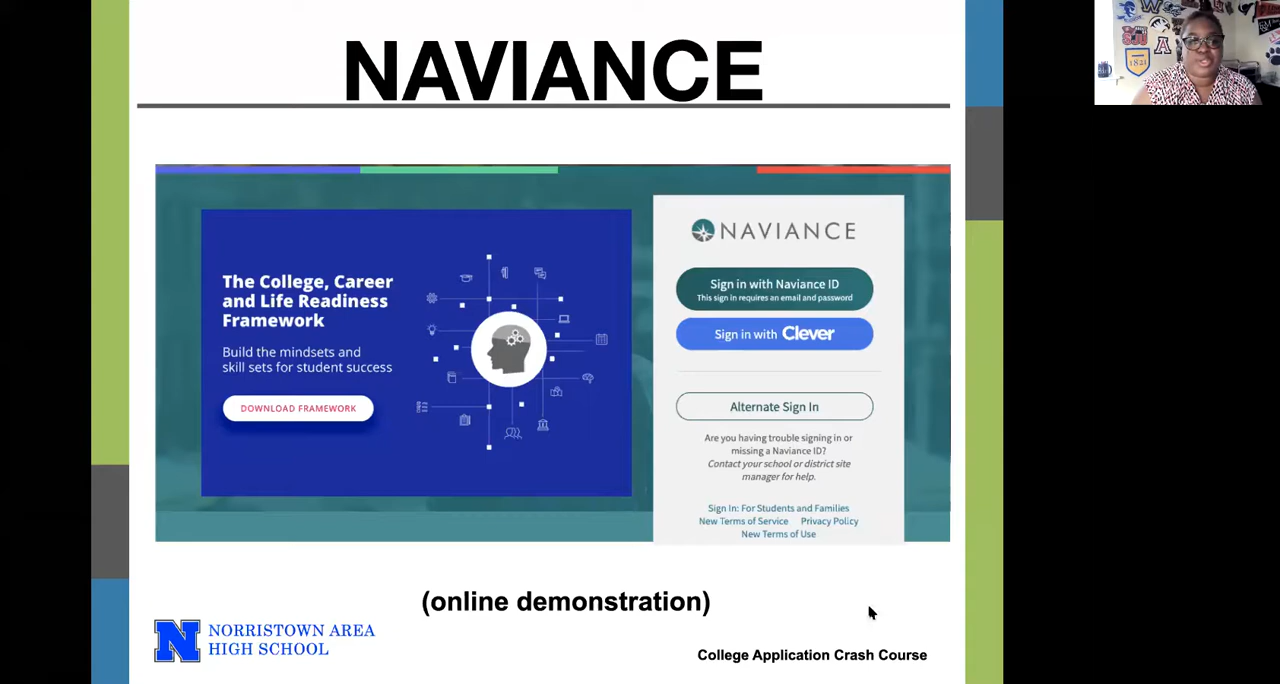 NAVIANCE
The College, Career
and Life Readiness
Framework
Build the mindsets and
skill sets for student success
DOWNLOAD FRAMEWORK
NAVIANCE
Sign in with Naviance ID
This sign in requires an email and password
Sign in with Clever
Alternate Sign In
Are you having trouble signing in or
missing a Naviance ID?
Contact your school or district site
manager for help.
Sign In: For Students and Families
New Terms of Service Privacy Policy
New Terms of Use
(online demonstration)
N NORRISTOWN AREA
HIGH SCHOOL
College Application Crash Course
W
A
1821